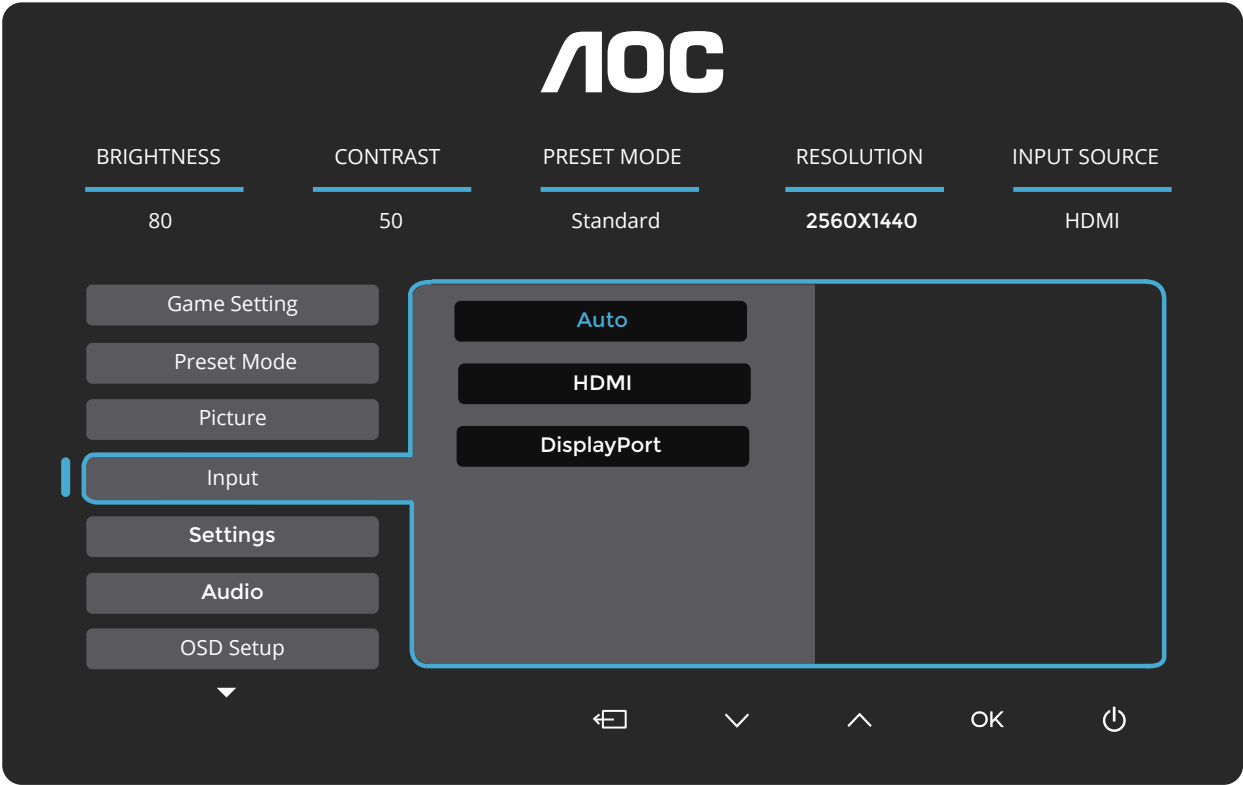 AOC
BRIGHTNESS CONTRAST PRESET MODE RESOLUTION INPUT SOURCE
80 50 Standard 2560X1440 HDMI
Game Setting
Auto
Preset Mode
HDMI
Picture
DisplayPort
Input
Settings
Audio
OSD Setup
OK